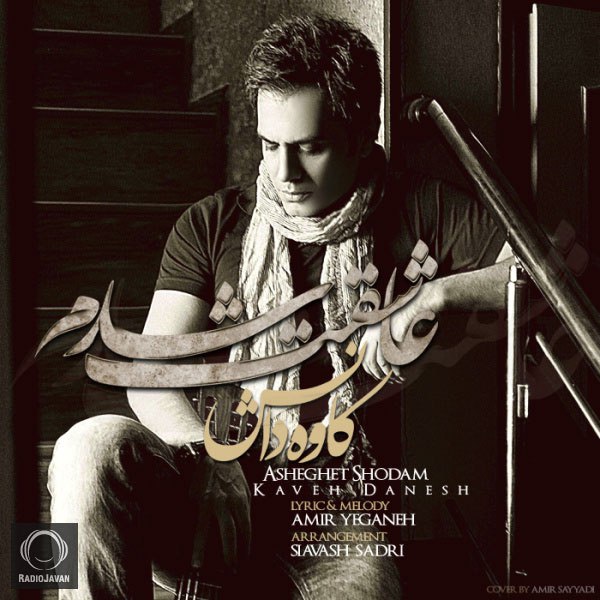 عاشقت شدم
کاوه دانش
ASHEGHET SHODAM
KAVEH DANESH
LYRIC & MELODY
AMIR YEGANEH
ARRANGEMENT
SIAVASH SADRI
RADIOJAVAN
COVER BY AMIR SAYYADI